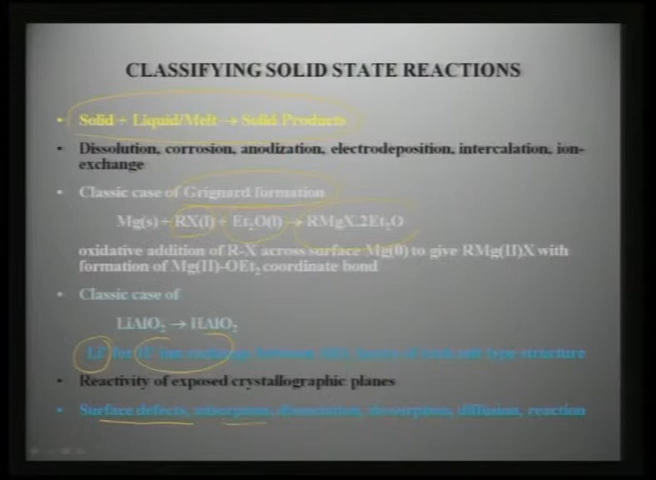 CLASSIFYING SOLID STATE REACTIONS
• Solid + Liquid/Melt → Solid Products
• Dissolution, corrosion, anodization, electrodeposition, intercalation, ion-
exchange
• Classic case of Grignard formation
Mg(s) + RX(l) + Et₂O(l) → RMgX.2Et₂O
oxidative addition of R-X across surface Mg(0) to give RMg(II)X with
formation of Mg(II)-OEt₂ coordinate bond
• Classic case of
LiAlO₂ → HAlO₂
for ion exchange between layers of rock salt type structure
• Reactivity of exposed crystallographic planes
• Surface defects, adsorption, dissociation, desorption, diffusion, reaction